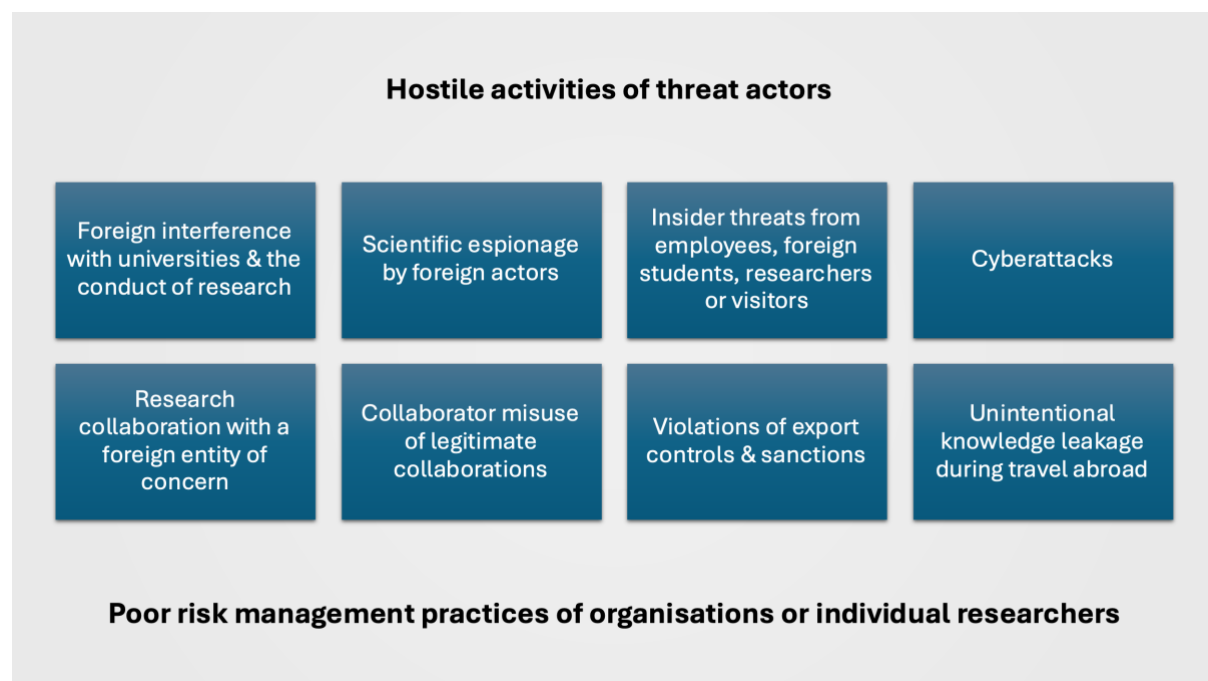 Hostile activities of threat actors
Foreign interference
with universities & the
conduct of research
Scientific espionage
by foreign actors
Insider threats from
employees, foreign
students, researchers
or visitors
Cyberattacks
Research
collaboration with a
foreign entity of
concern
Collaborator misuse
of legitimate
collaborations
Violations of export
controls & sanctions
Unintentional
knowledge leakage
during travel abroad
Poor risk management practices of organisations or individual researchers